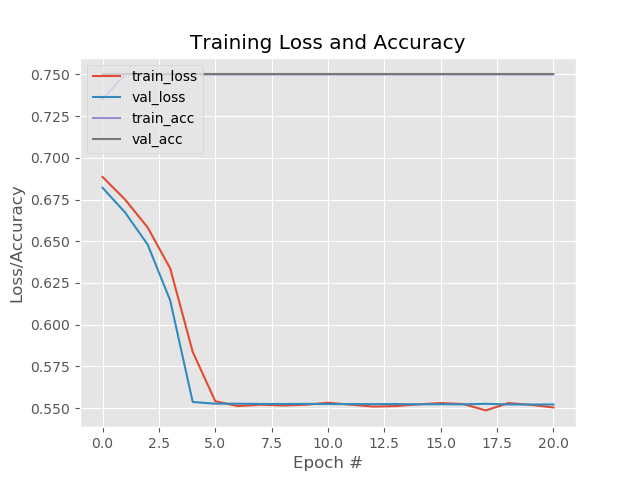 Training Loss and Accuracy
0.750
0.725
0.700
0.675
0.650
0.625
0.600
0.575
0.550
Loss/Accuracy
train_loss
val_loss
train_acc
val_acc
0.0 2.5 5.0 7.5 10.0 12.5 15.0 17.5 20.0
Epoch #